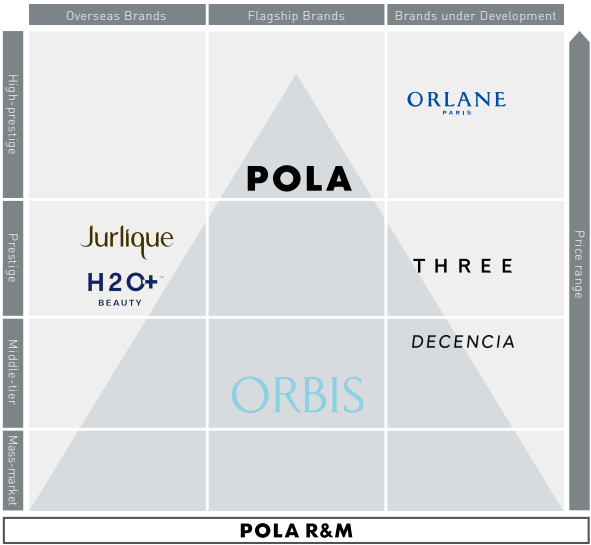 Overseas Brands
Flagship Brands
Brands under Development
High-prestige
ORLANE
PARIS
POLA
Prestige
Jurlique
H2O+™
BEAUTY
THREE
Price range
Middle-tier
DECENCIA
ORBIS
Mass-market
POLA R&M